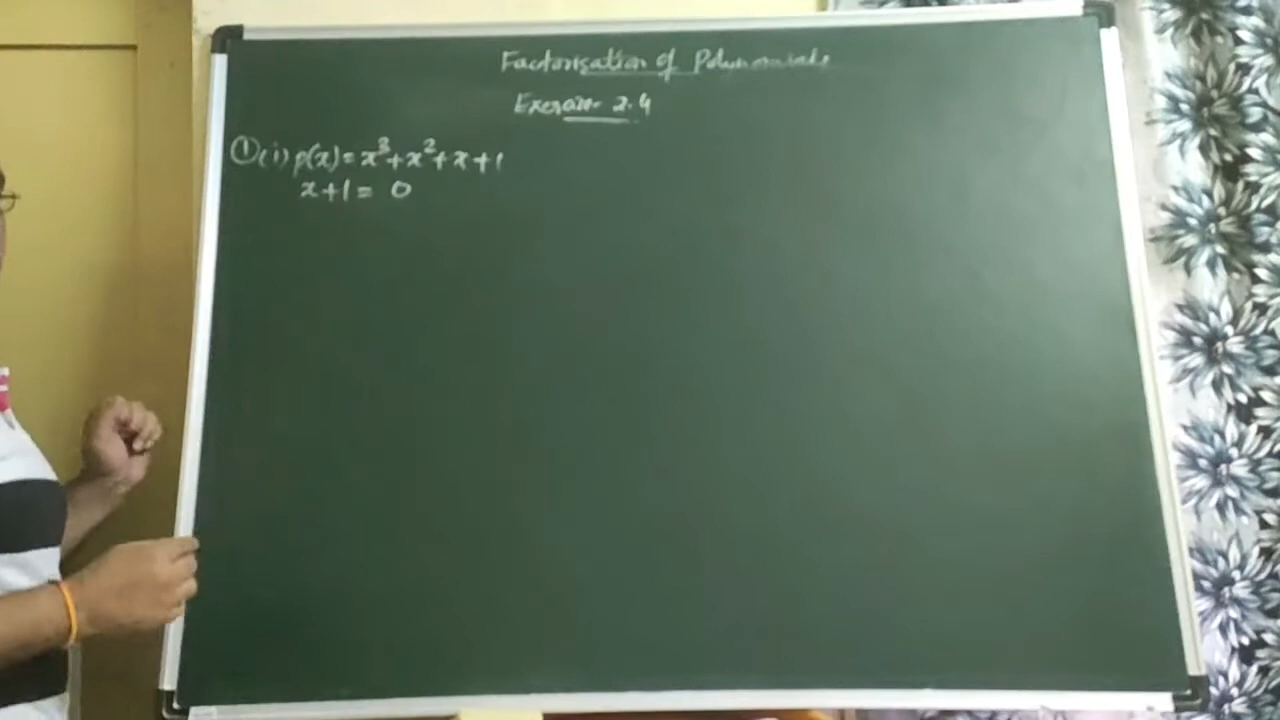 Factorisation of Polynomials
Exercise 2.4
① (i) p(x) = x³ + x² + x + 1
x + 1 = 0